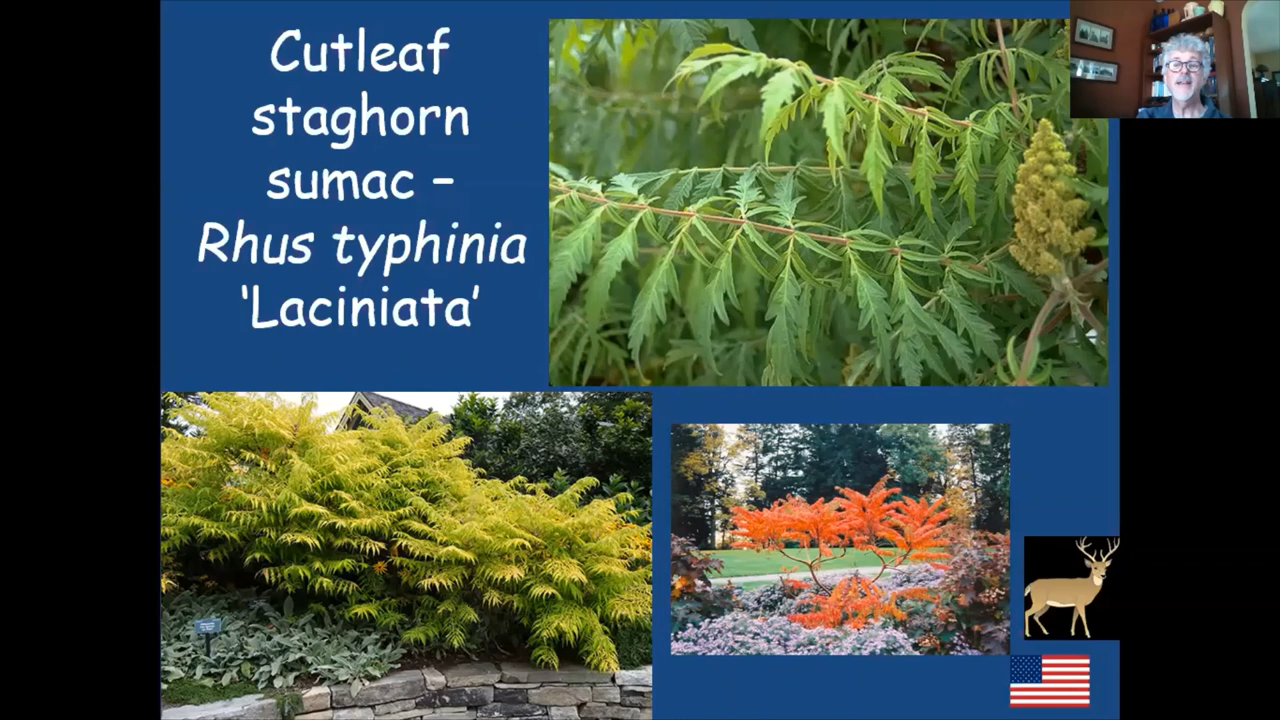 Cutleaf
staghorn
sumac –
Rhus typhinia
‘Laciniata’